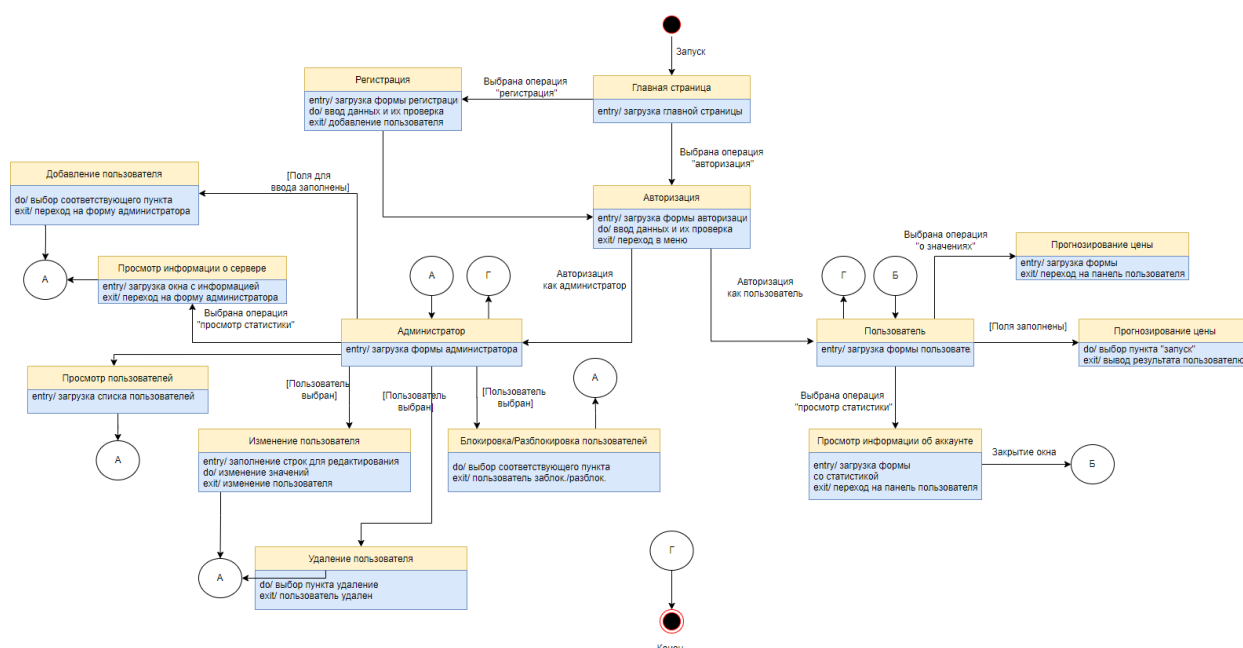 Запуск
Регистрация
entry/ загрузка формы регистраци
do/ ввод данных и их проверка
exit/ добавление пользователя
Выбрана операция
"регистрация"
Главная страница
entry/ загрузка главной страницы
Выбрана операция
"авторизация"
Добавление пользователя
do/ выбор соответствующего пункта
exit/ переход на форму администратора
[Поля для
ввода заполнены]
Авторизация
entry/ загрузка формы авторизаци
do/ ввод данных и их проверка
exit/ переход в меню
А
Просмотр информации о сервере
entry/ загрузка окна с информацией
exit/ переход на форму администратора
Выбрана операция
"просмотр статистики"
А
Г
Авторизация
как администратор
Авторизация
как пользователь
Г
Б
Выбрана операция
"о значениях"
Прогнозирование цены
entry/ загрузка формы
exit/ переход на панель пользователя
Администратор
entry/ загрузка формы администратора
Пользователь
entry/ загрузка формы пользовате
[Поля заполнены]
Прогнозирование цены
do/ выбор пункта "запуск"
exit/ вывод результата пользователю
Просмотр пользователей
entry/ загрузка списка пользователей
А
[Пользователь
выбран]
[Пользователь
выбран]
[Пользователь
выбран]
А
Выбрана операция
"просмотр статистики"
Изменение пользователя
entry/ заполнение строк для редактирования
do/ изменение значений
exit/ изменение пользователя
Блокировка/Разблокировка пользователей
do/ выбор соответствующего пункта
exit/ пользователь заблок./разблок.
Просмотр информации об аккаунте
entry/ загрузка формы
со статистикой
exit/ переход на панель пользователя
Закрытие окна
Б
А
Удаление пользователя
do/ выбор пункта удаление
exit/ пользователь удален
Г
Конец